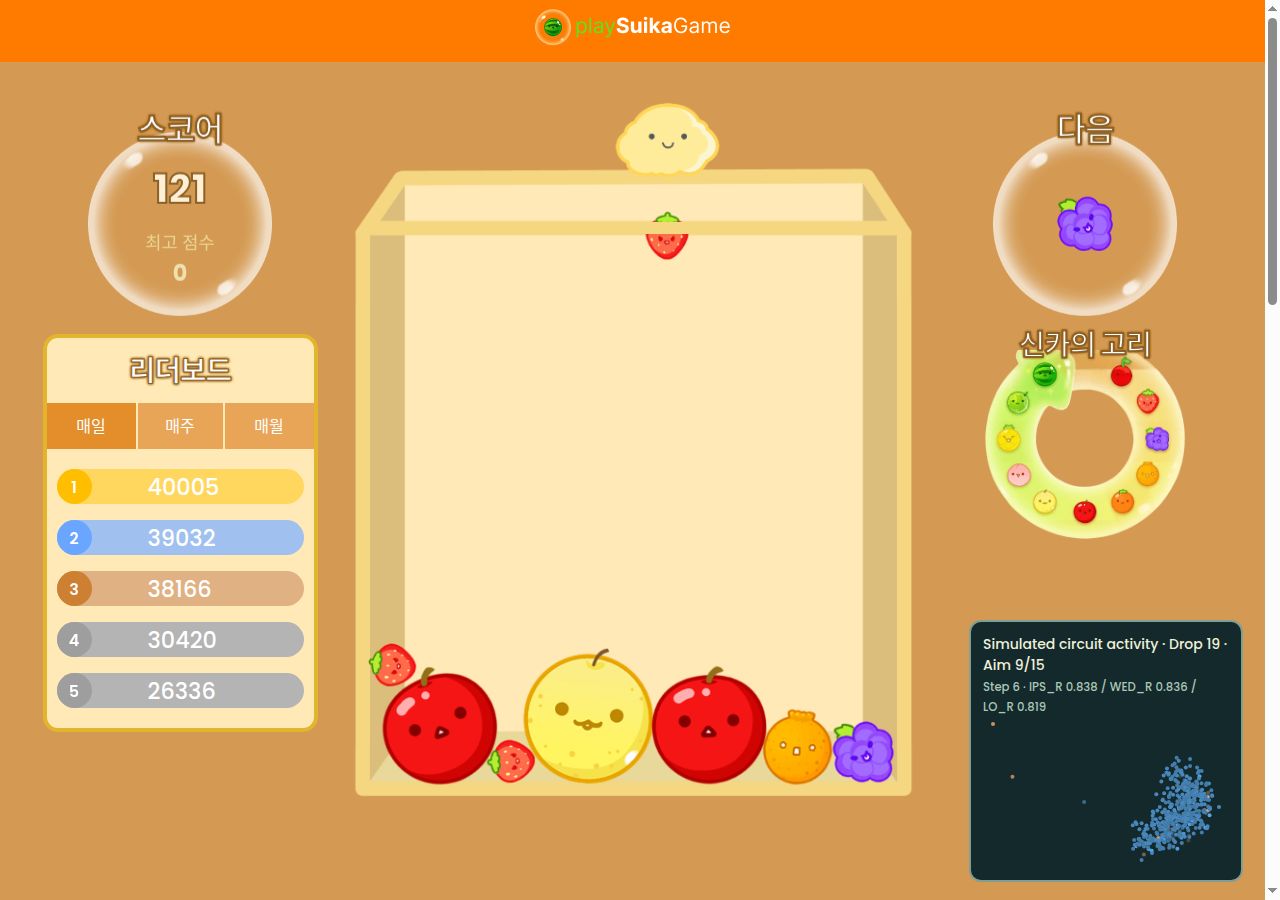 playSuikaGame
스코어
121
최고 점수
0
다음
리더보드
매일 매주 매월
1 40005
2 39032
3 38166
4 30420
5 26336
신카의 고리
Simulated circuit activity · Drop 19 ·
Aim 9/15
Step 6 · IPS_R 0.838 / WED_R 0.836 /
LO_R 0.819